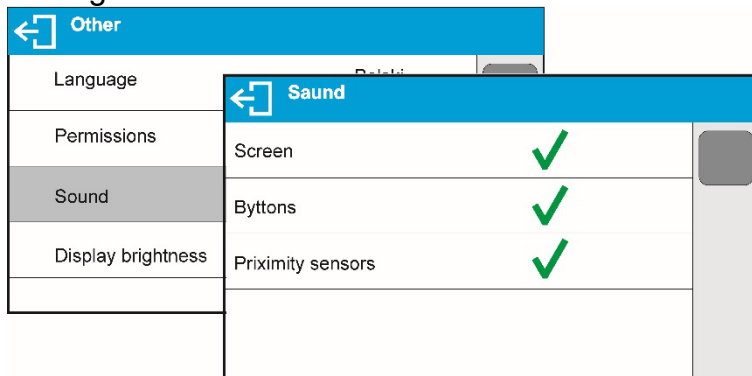 Other
Language
Permissions
Sound
Display brightness
Saund
Screen
Byttons
Priximity sensors